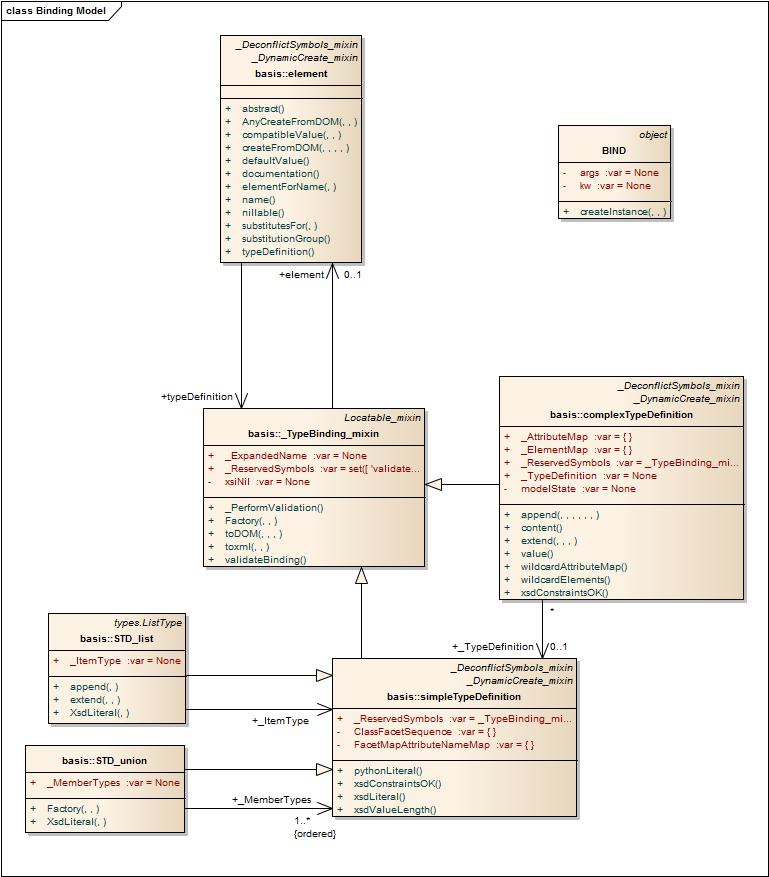 class Binding Model
_DeconflictSymbols_mixin
_DynamicCreate_mixin
basis::element
+ abstract()
+ AnyCreateFromDOM(, , )
+ compatibleValue(, , )
+ createFromDOM(, , , , )
+ defaultValue()
+ documentation()
+ elementForName(, )
+ name()
+ nillable()
+ substitutesFor(, )
+ substitutionGroup()
+ typeDefinition()
object
BIND
- args :var = None
- kw :var = None
+ createInstance(, , )
+element 0..1
+typeDefinition
Locatable_mixin
basis::_TypeBinding_mixin
+ _ExpandedName :var = None
+ _ReservedSymbols :var = set([ 'validate...
- xsiNil :var = None
+ _PerformValidation()
+ Factory(, , )
+ toDOM(, , , )
+ toxml(, , )
+ validateBinding()
_DeconflictSymbols_mixin
_DynamicCreate_mixin
basis::complexTypeDefinition
+ _AttributeMap :var = { }
+ _ElementMap :var = { }
+ _ReservedSymbols :var = _TypeBinding_mi...
+ _TypeDefinition :var = None
- modelState :var = None
+ append(, , , , , , )
+ content()
+ extend(, , , )
+ value()
+ wildcardAttributeMap()
+ wildcardElements()
+ xsdConstraintsOK()
*
+_TypeDefinition 0..1
types.ListType
basis::STD_list
+ _ItemType :var = None
+ append(, )
+ extend(, , )
+ XsdLiteral(, )
+_ItemType
_DeconflictSymbols_mixin
_DynamicCreate_mixin
basis::simpleTypeDefinition
+ _ReservedSymbols :var = _TypeBinding_mi...
- ClassFacetSequence :var = { }
- FacetMapAttributeNameMap :var = { }
+ pythonLiteral()
+ xsdConstraintsOK()
+ xsdLiteral()
+ xsdValueLength()
basis::STD_union
+ _MemberTypes :var = None
+ Factory(, , )
+ XsdLiteral(, )
+_MemberTypes
1..*
{ordered}